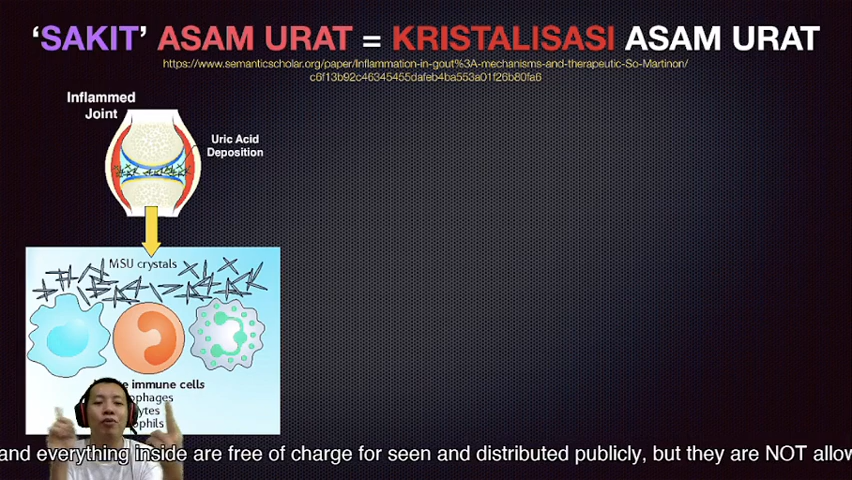 ‘SAKIT’ ASAM URAT = KRISTALISASI ASAM URAT
https://www.semanticscholar.org/paper/Inflammation-in-gout%3A-mechanisms-and-therapeutic-So-Martinon/
c6f13b92c46345455dafeb4ba553a01f26b80fa6
Inflammed
Joint
Uric Acid
Deposition
MSU crystals
immune cells
and everything inside are free of charge for seen and distributed publicly, but they are NOT allow